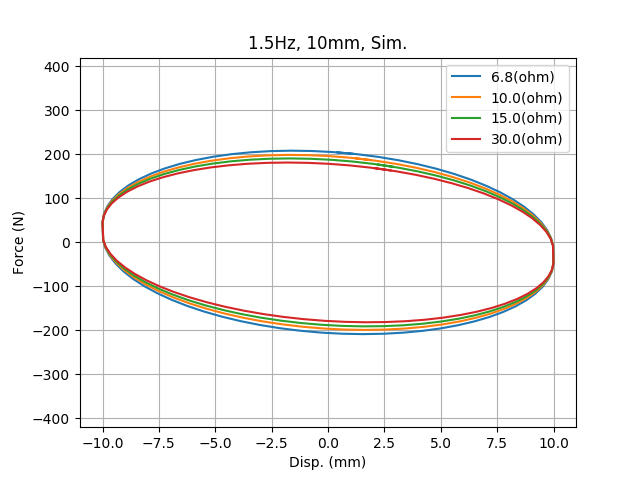 1.5Hz, 10mm, Sim.
400
300
200
100
0
−100
−200
−300
−400
Force (N)
6.8(ohm)
10.0(ohm)
15.0(ohm)
30.0(ohm)
−10.0 −7.5 −5.0 −2.5 0.0 2.5 5.0 7.5 10.0
Disp. (mm)